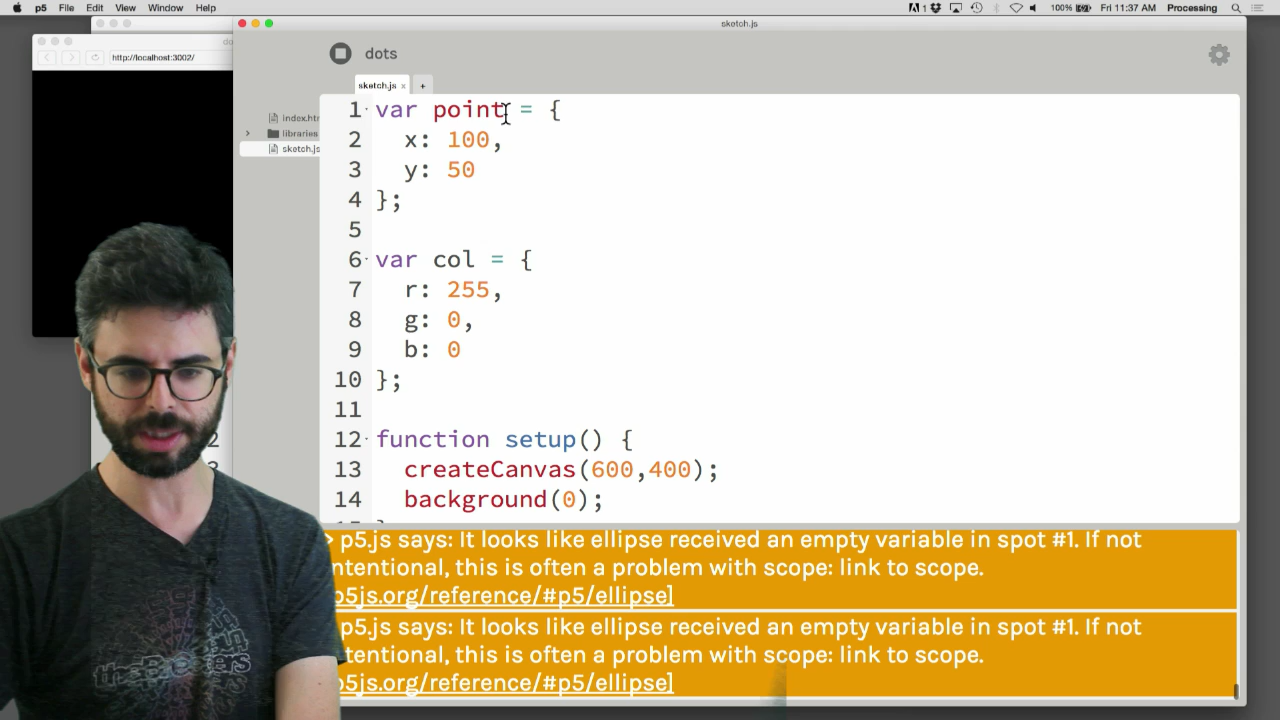 p5 File Edit View Window Help
1 100% Fri 11:37 AM Processing
sketch.js
do
http://localhost:3002/
dots
sketch.js x +
index.htm
libraries
sketch.js
1 var point = {
2 x: 100,
3 y: 50
4 };
5
6 var col = {
7 r: 255,
8 g: 0,
9 b: 0
10 };
11
12 function setup() {
13 createCanvas(600,400);
14 background(0);
> p5.js says: It looks like ellipse received an empty variable in spot #1. If not
ntentional, this is often a problem with scope: link to scope.
p5js.org/reference/#p5/ellipse]
p5.js says: It looks like ellipse received an empty variable in spot #1. If not
tentional, this is often a problem with scope: link to scope.
p5js.org/reference/#p5/ellipse]